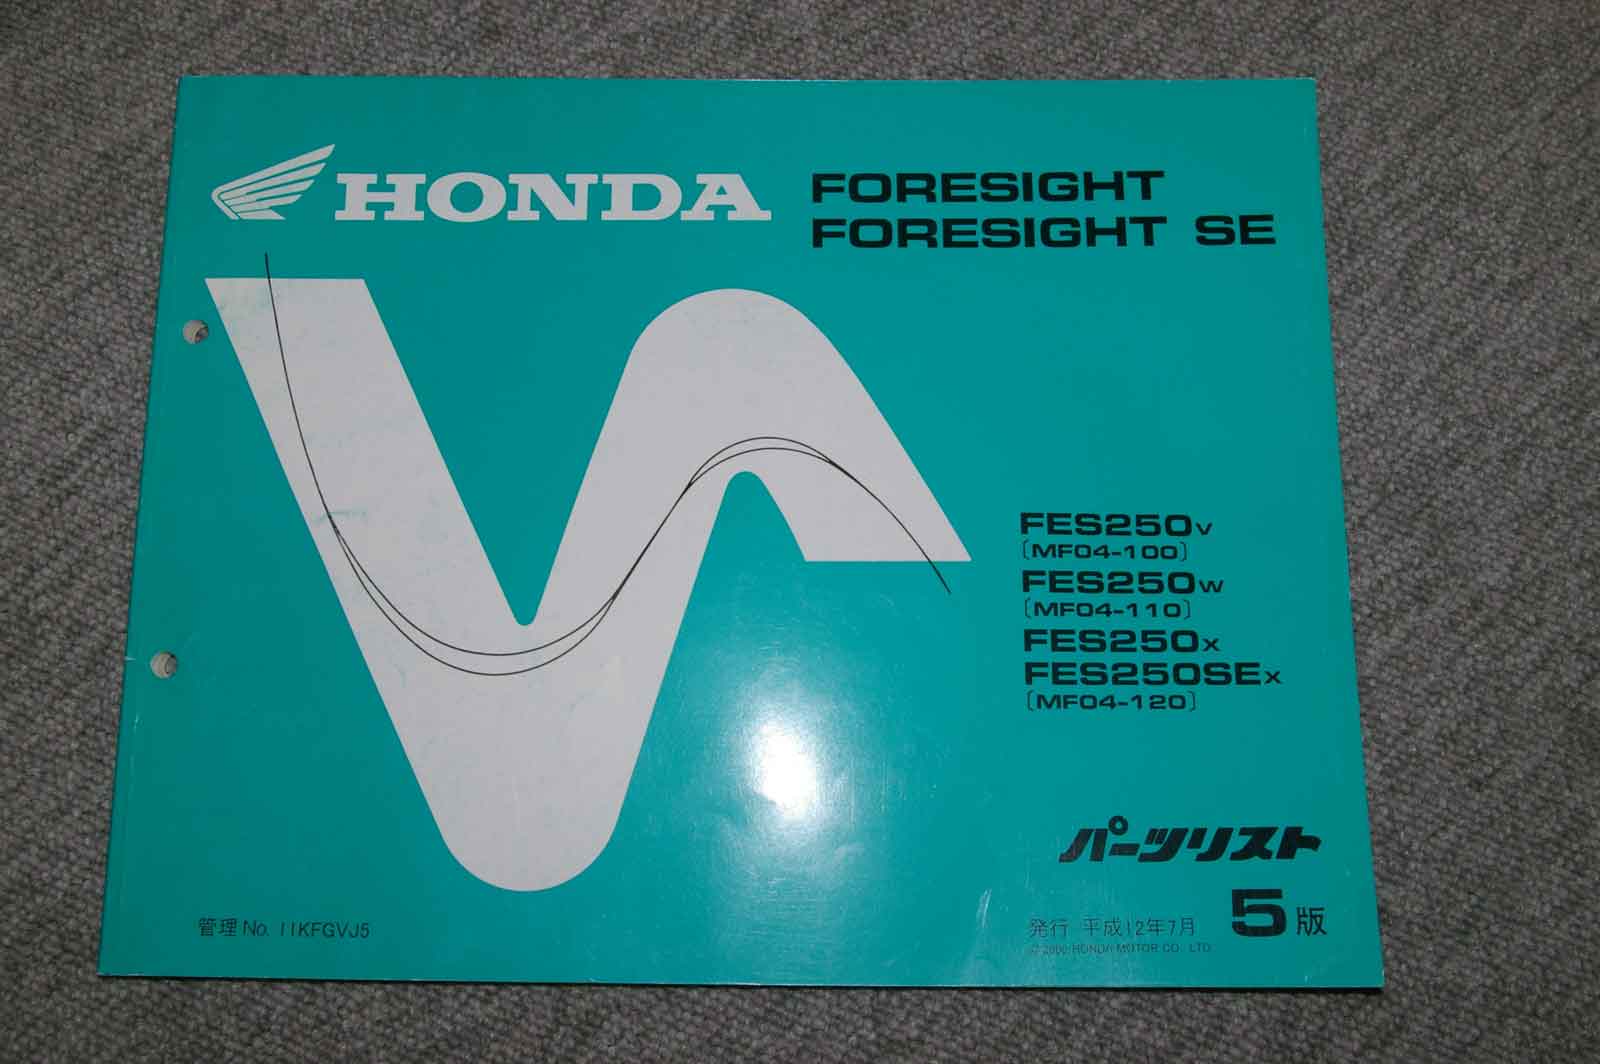 HONDA
FORESIGHT
FORESIGHT SE
FES250V
〔MF04-100〕
FES250W
〔MF04-110〕
FES250X
FES250SEX
〔MF04-120〕
パーツリスト
5版
管理No. 11KFGVJ5
発行 平成12年7月
© 2000 HONDA MOTOR CO., LTD.